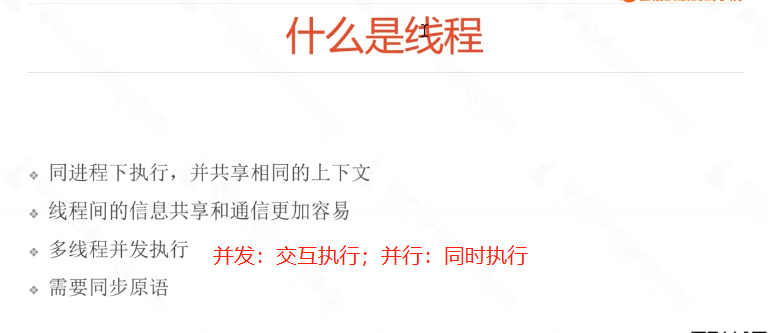 什么是线程
同进程下执行，并共享相同的上下文
线程间的信息共享和通信更加容易
多线程并发执行 并发：交互执行；并行：同时执行
需要同步原语